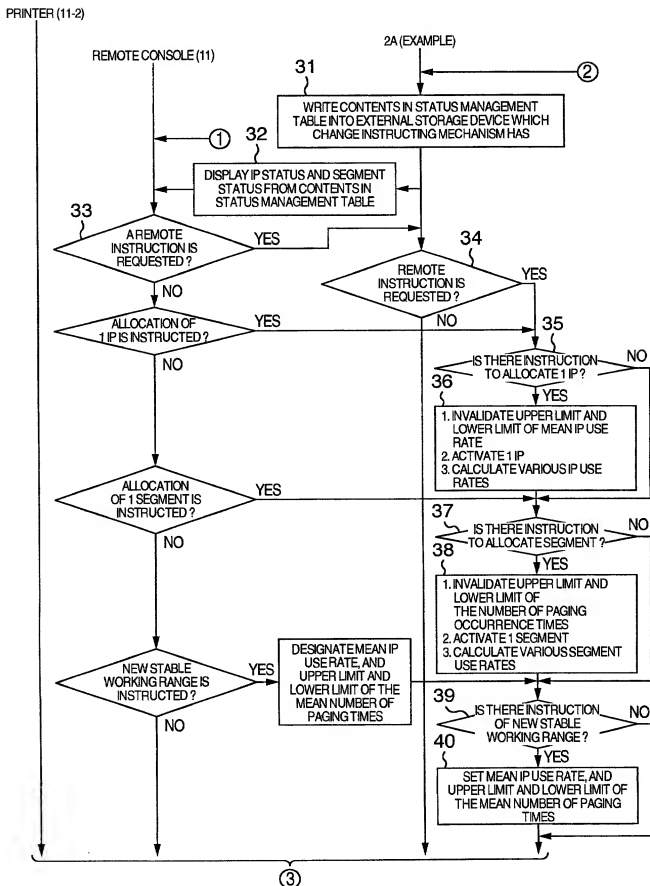 PRINTER (11-2)
REMOTE CONSOLE (11)
2A (EXAMPLE)
31
2
WRITE CONTENTS IN STATUS MANAGEMENT
TABLE INTO EXTERNAL STORAGE DEVICE WHICH
CHANGE INSTRUCTING MECHANISM HAS
1
32
DISPLAY IP STATUS AND SEGMENT
STATUS FROM CONTENTS IN
STATUS MANAGEMENT TABLE
33
A REMOTE
INSTRUCTION IS
REQUESTED ?
YES
NO
34
REMOTE
INSTRUCTION IS
REQUESTED ?
YES
NO
ALLOCATION OF
1 IP IS INSTRUCTED ?
YES
NO
35
IS THERE INSTRUCTION
TO ALLOCATE 1 IP ?
NO
YES
36
1. INVALIDATE UPPER LIMIT AND
LOWER LIMIT OF MEAN IP USE
RATE
2. ACTIVATE 1 IP
3. CALCULATE VARIOUS IP USE
RATES
ALLOCATION
OF 1 SEGMENT IS
INSTRUCTED ?
YES
NO
37
IS THERE INSTRUCTION
TO ALLOCATE SEGMENT ?
NO
YES
38
1. INVALIDATE UPPER LIMIT AND
LOWER LIMIT OF
THE NUMBER OF PAGING
OCCURRENCE TIMES
2. ACTIVATE 1 SEGMENT
3. CALCULATE VARIOUS SEGMENT
USE RATES
NEW STABLE
WORKING RANGE IS
INSTRUCTED ?
YES
NO
DESIGNATE MEAN IP
USE RATE, AND
UPPER LIMIT AND
LOWER LIMIT OF THE
MEAN NUMBER OF
PAGING TIMES
39
IS THERE INSTRUCTION
OF NEW STABLE
WORKING RANGE ?
NO
YES
40
SET MEAN IP USE RATE, AND
UPPER LIMIT AND LOWER LIMIT OF
THE MEAN NUMBER OF PAGING
TIMES
3